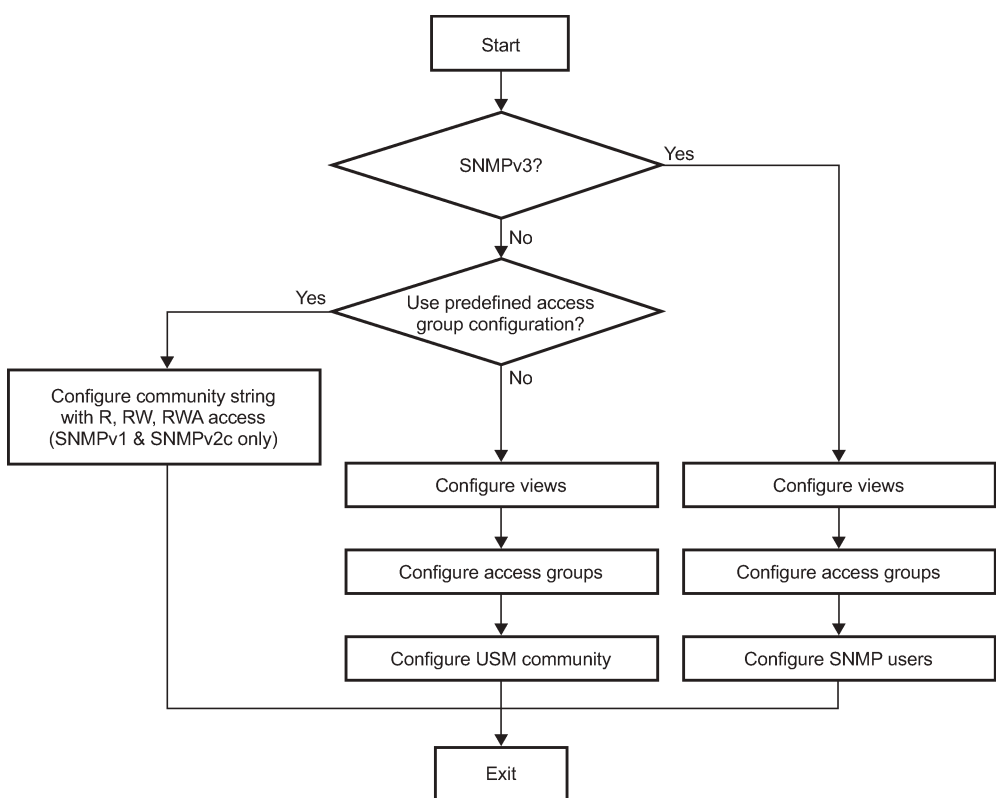 Start
SNMPv3?
Yes
No
Yes
Use predefined access
group configuration?
No
Configure community string
with R, RW, RWA access
(SNMPv1 & SNMPv2c only)
Configure views
Configure views
Configure access groups
Configure access groups
Configure USM community
Configure SNMP users
Exit